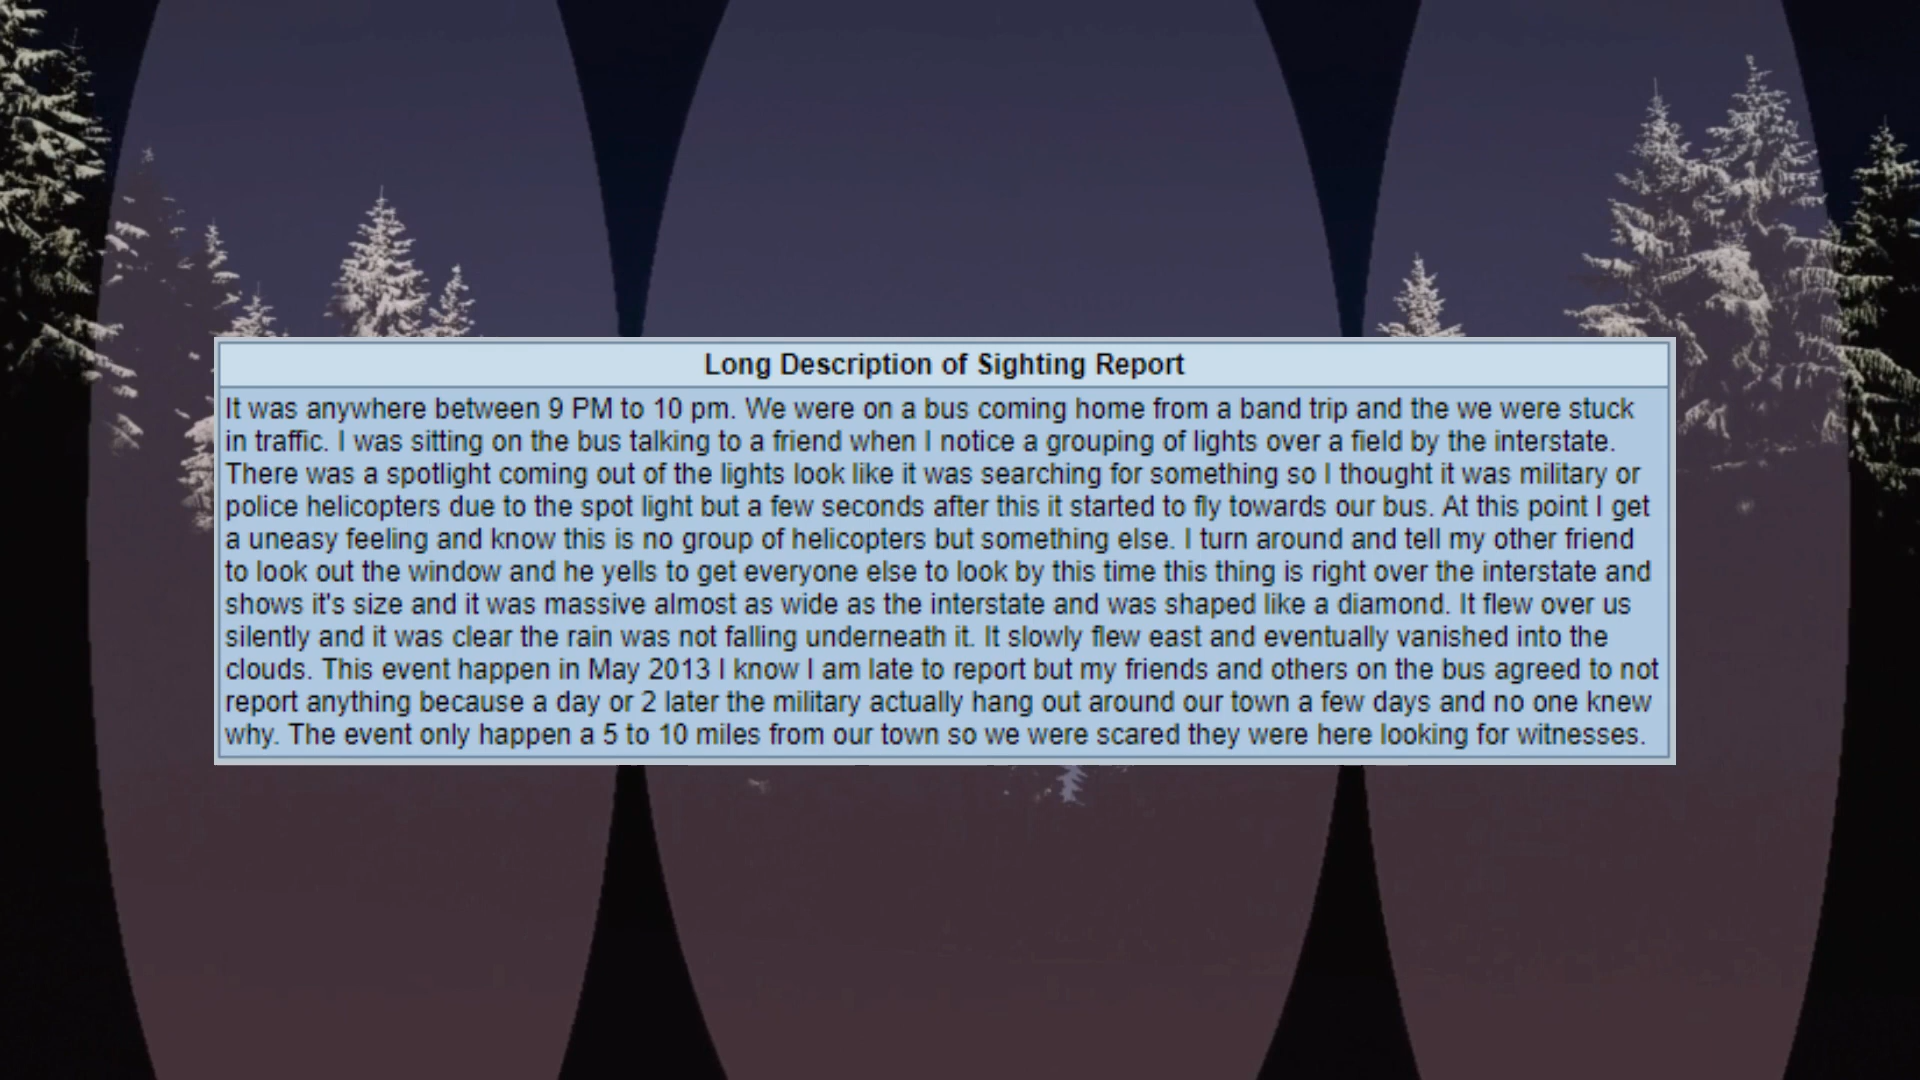 Long Description of Sighting Report
It was anywhere between 9 PM to 10 pm. We were on a bus coming home from a band trip and the we were stuck
in traffic. I was sitting on the bus talking to a friend when I notice a grouping of lights over a field by the interstate.
There was a spotlight coming out of the lights look like it was searching for something so I thought it was military or
police helicopters due to the spot light but a few seconds after this it started to fly towards our bus. At this point I get
a uneasy feeling and know this is no group of helicopters but something else. I turn around and tell my other friend
to look out the window and he yells to get everyone else to look by this time this thing is right over the interstate and
shows it's size and it was massive almost as wide as the interstate and was shaped like a diamond. It flew over us
silently and it was clear the rain was not falling underneath it. It slowly flew east and eventually vanished into the
clouds. This event happen in May 2013 I know I am late to report but my friends and others on the bus agreed to not
report anything because a day or 2 later the military actually hang out around our town a few days and no one knew
why. The event only happen a 5 to 10 miles from our town so we were scared they were here looking for witnesses.